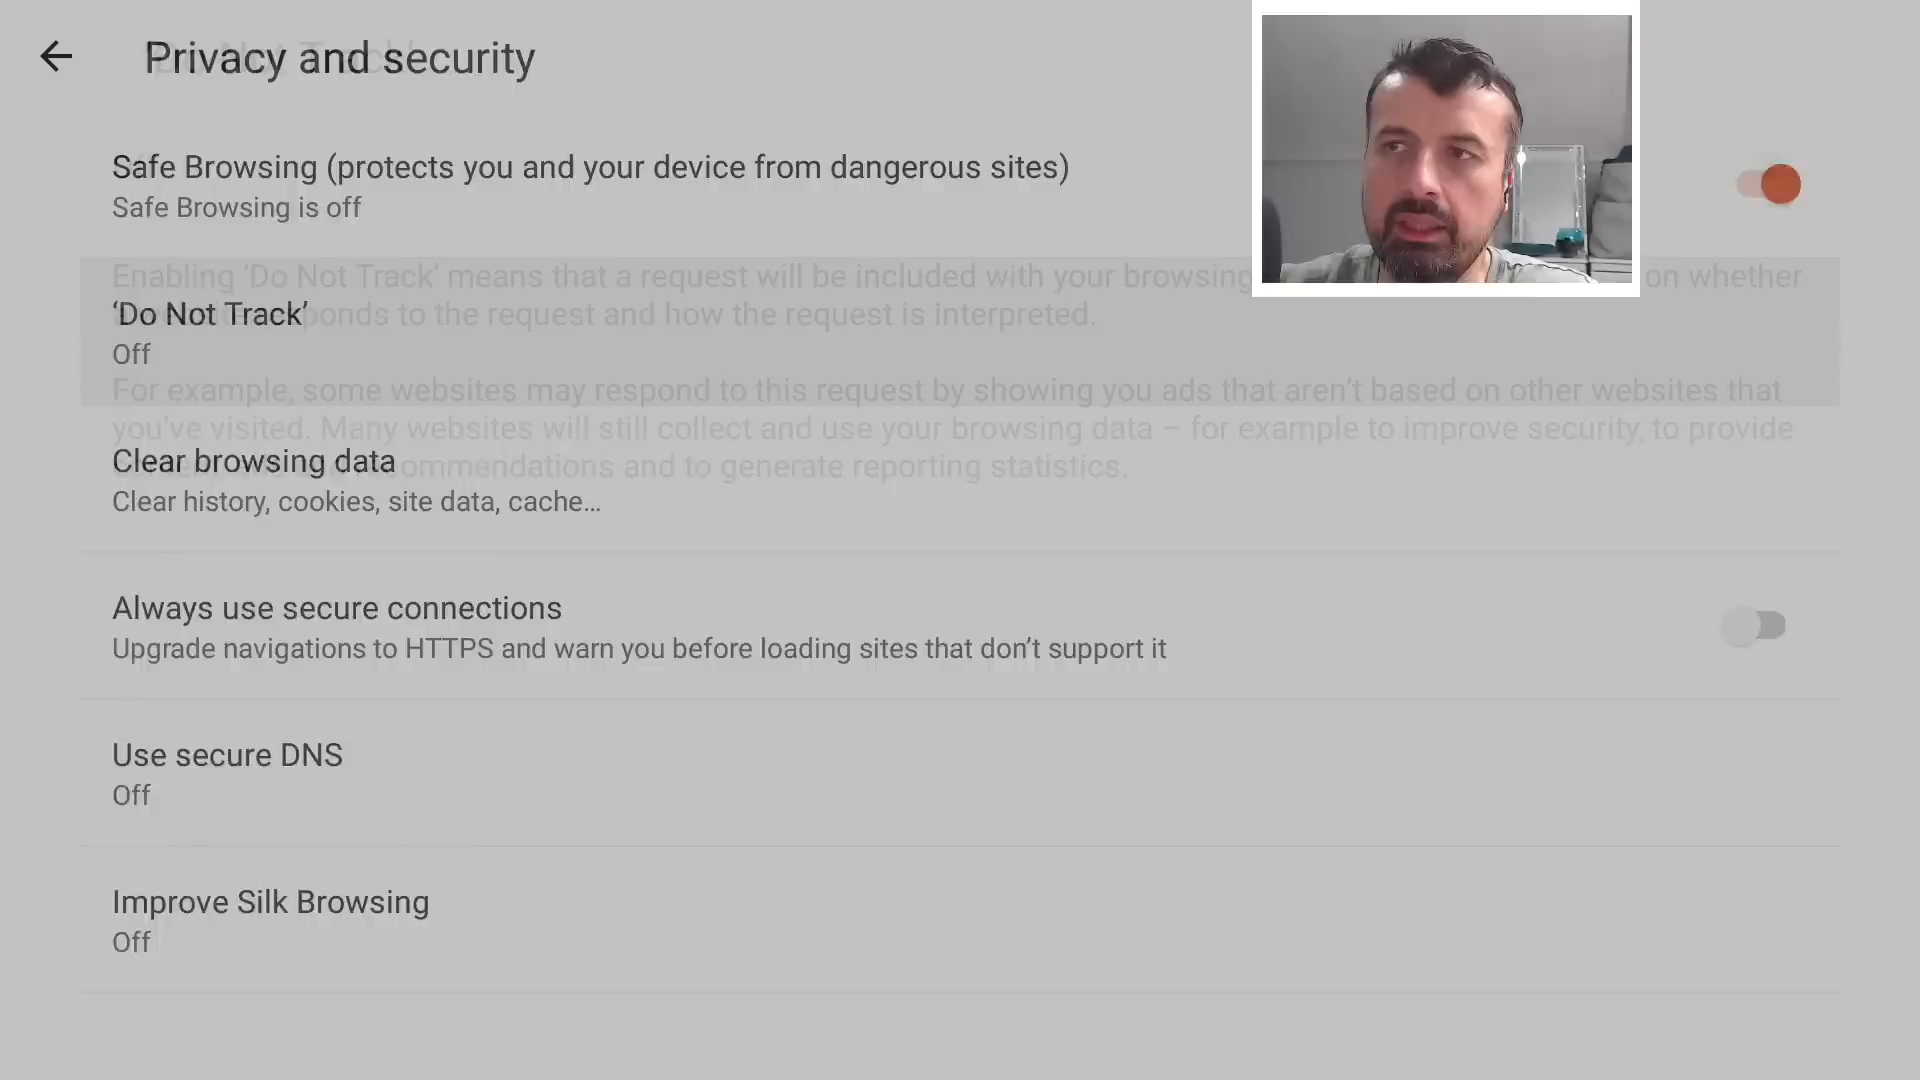 Privacy and security
Safe Browsing (protects you and your device from dangerous sites)
Safe Browsing is off
Enabling ‘Do Not Track’ means that a request will be included with your browsing
on whether
‘Do Not Track’
ponds to the request and how the request is interpreted.
Off
For example, some websites may respond to this request by showing you ads that aren’t based on other websites that
you’ve visited. Many websites will still collect and use your browsing data – for example to improve security, to provide
Clear browsing data
ommendations and to generate reporting statistics.
Clear history, cookies, site data, cache…
Always use secure connections
Upgrade navigations to HTTPS and warn you before loading sites that don’t support it
Use secure DNS
Off
Improve Silk Browsing
Off